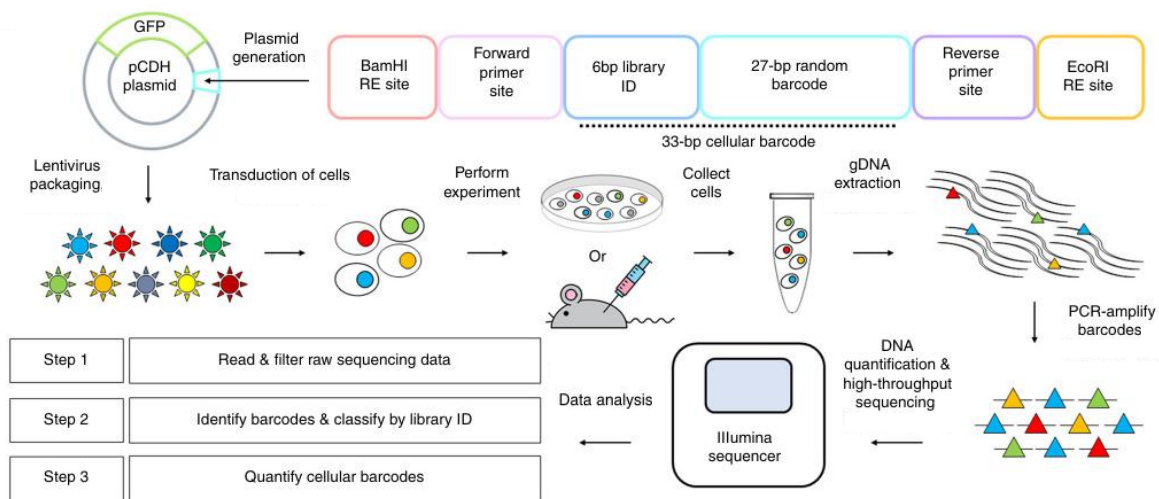 GFP
pCDH
plasmid
Plasmid
generation
BamHI
RE site
Forward
primer
site
6bp library
ID
27-bp random
barcode
Reverse
primer
site
EcoRI
RE site
33-bp cellular barcode
Lentivirus
packaging
Transduction of cells
Perform
experiment
Or
Collect
cells
gDNA
extraction
PCR-amplify
barcodes
DNA
quantification &
high-throughput
sequencing
Illlumina
sequencer
Data analysis
Step 1
Read & filter raw sequencing data
Step 2
Identify barcodes & classify by library ID
Step 3
Quantify cellular barcodes